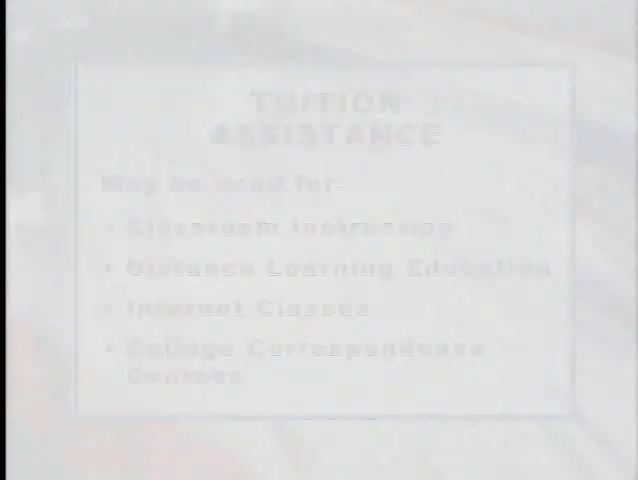 TUITION
ASSISTANCE
May be used for:
• Classroom Instruction
• Distance Learning Education
• Internet Classes
• College Correspondence
Courses